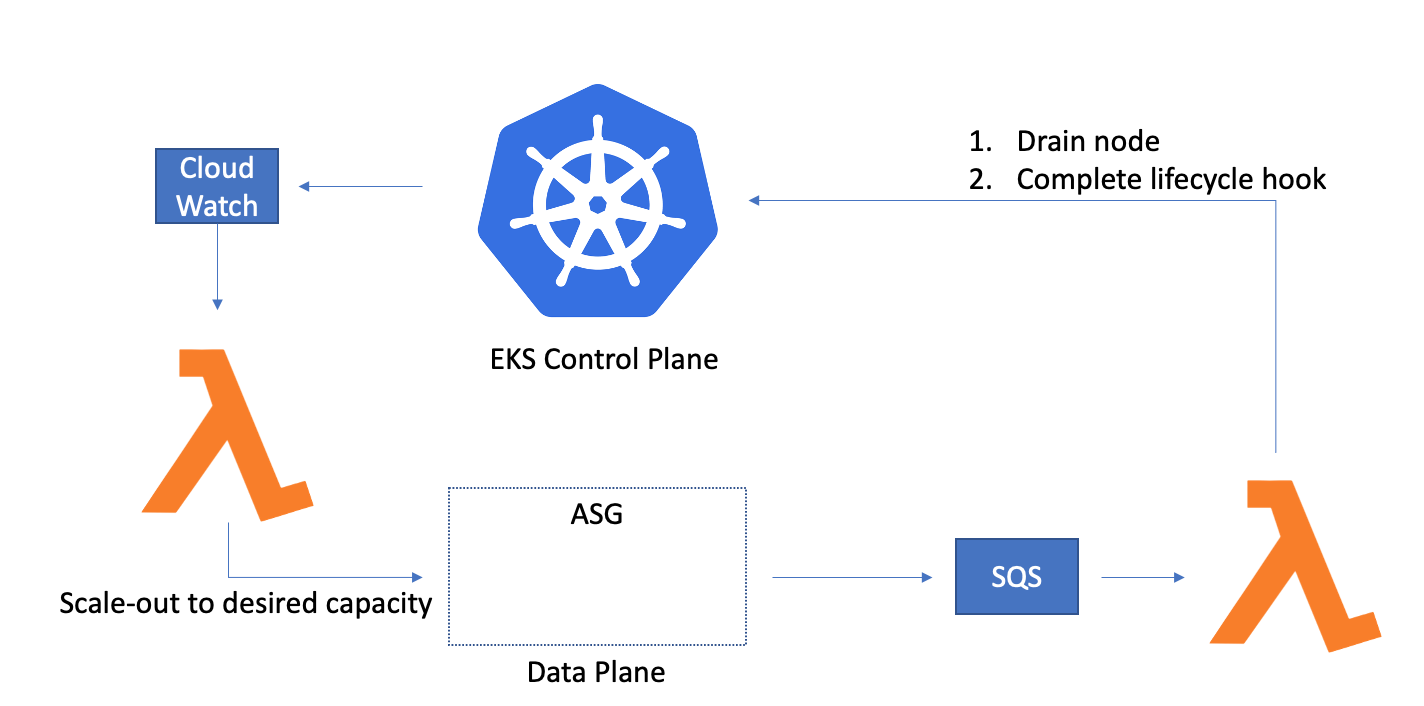 1. Drain node
2. Complete lifecycle hook
Cloud
Watch
EKS Control Plane
ASG
SQS
Scale-out to desired capacity
Data Plane